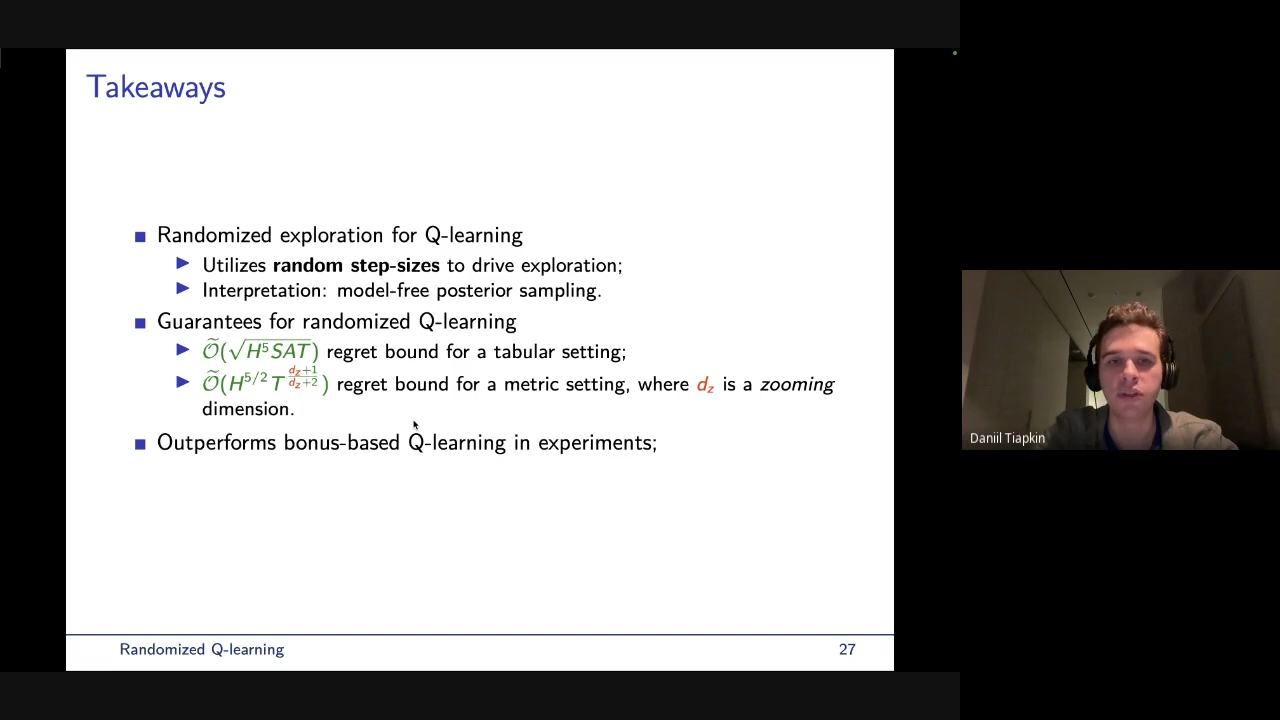 Takeaways
■ Randomized exploration for Q-learning
▶ Utilizes random step-sizes to drive exploration;
▶ Interpretation: model-free posterior sampling.
■ Guarantees for randomized Q-learning
▶ Õ(√H⁵SAT) regret bound for a tabular setting;
▶ Õ(H^{5/2} T^{\frac{d_z+1}{d_z+2}}) regret bound for a metric setting, where d_z is a zooming
dimension.
■ Outperforms bonus-based Q-learning in experiments;
Randomized Q-learning 27
Daniil Tiapkin